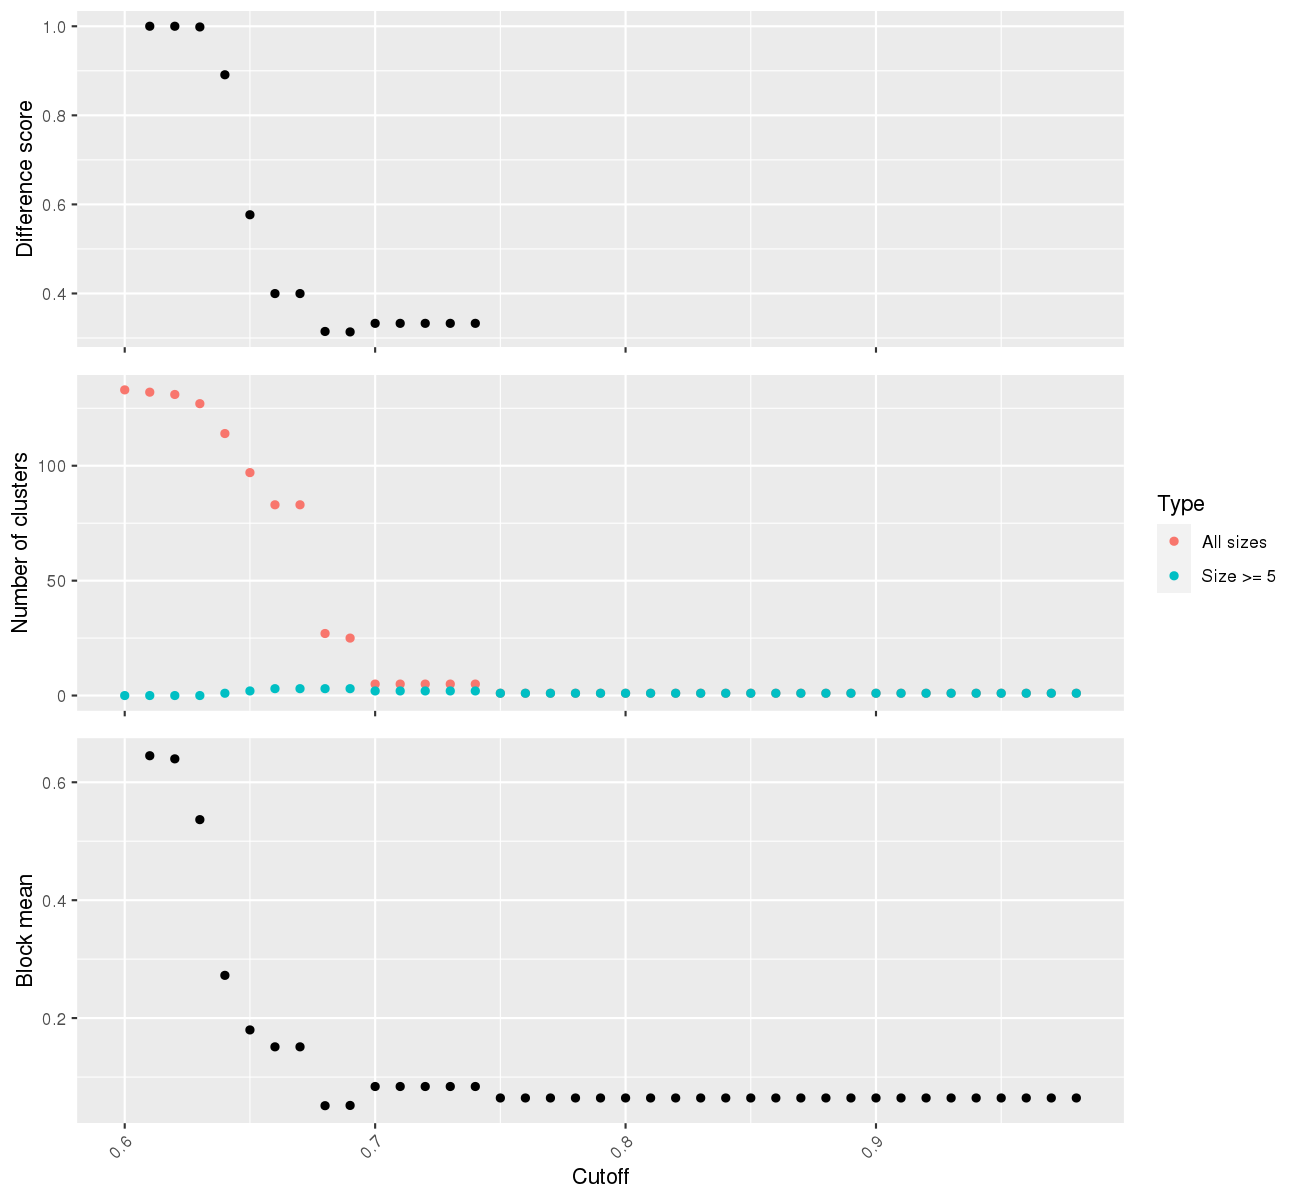 1.0
0.8
0.6
0.4
Difference score
100
50
0
Number of clusters
Type
All sizes
Size >= 5
0.6
0.4
0.2
Block mean
0.6
0.7
0.8
0.9
Cutoff